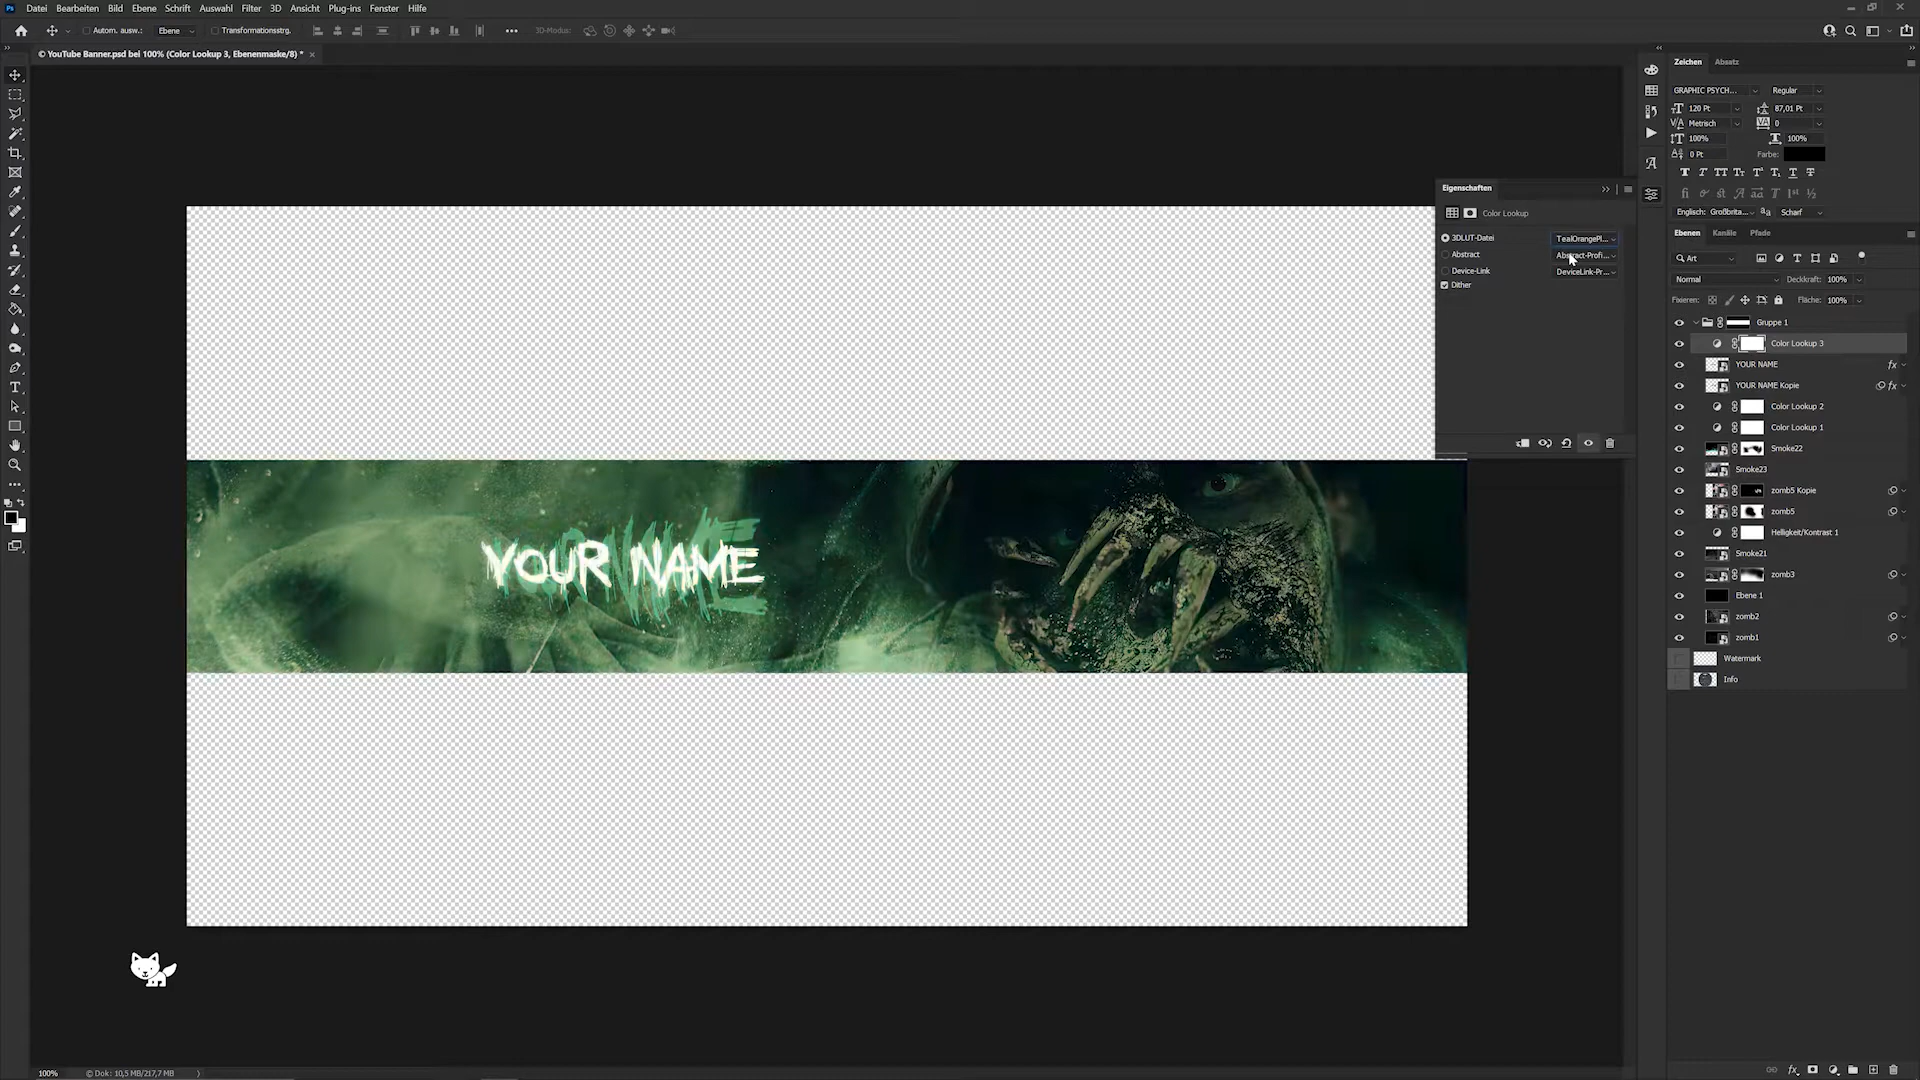 Ps Datei Bearbeiten Bild Ebene Schrift Auswahl Filter 3D Ansicht Plug-ins Fenster Hilfe
Autom. ausw.: Ebene Transformationsstrg. 3D-Modus:
© YouTube Banner.psd bei 100% (Color Lookup 3, Ebenenmaske/8) *
Zeichen Absatz
GRAPHIC PSYCH... Regular
120 Pt 87,01 Pt
Metrisch 0
100% 100%
0 Pt Farbe:
Englisch: Großbrita... Scharf
Eigenschaften
Color Lookup
3DLUT-Datei TealOrangePl...
Abstract Abstract-Profi...
Device-Link DeviceLink-Pr...
Dither
Ebenen Kanäle Pfade
Art
Normal Deckkraft: 100%
Fixieren: Fläche: 100%
Gruppe 1
Color Lookup 3
YOUR NAME fx
YOUR NAME Kopie fx
Color Lookup 2
Color Lookup 1
Smoke22
Smoke23
zomb5 Kopie
zomb5
Helligkeit/Kontrast 1
Smoke21
zomb3
Ebene 1
zomb2
zomb1
Watermark
Info
YOUR NAME
100% © Dok: 10,5 MB/217,7 MB